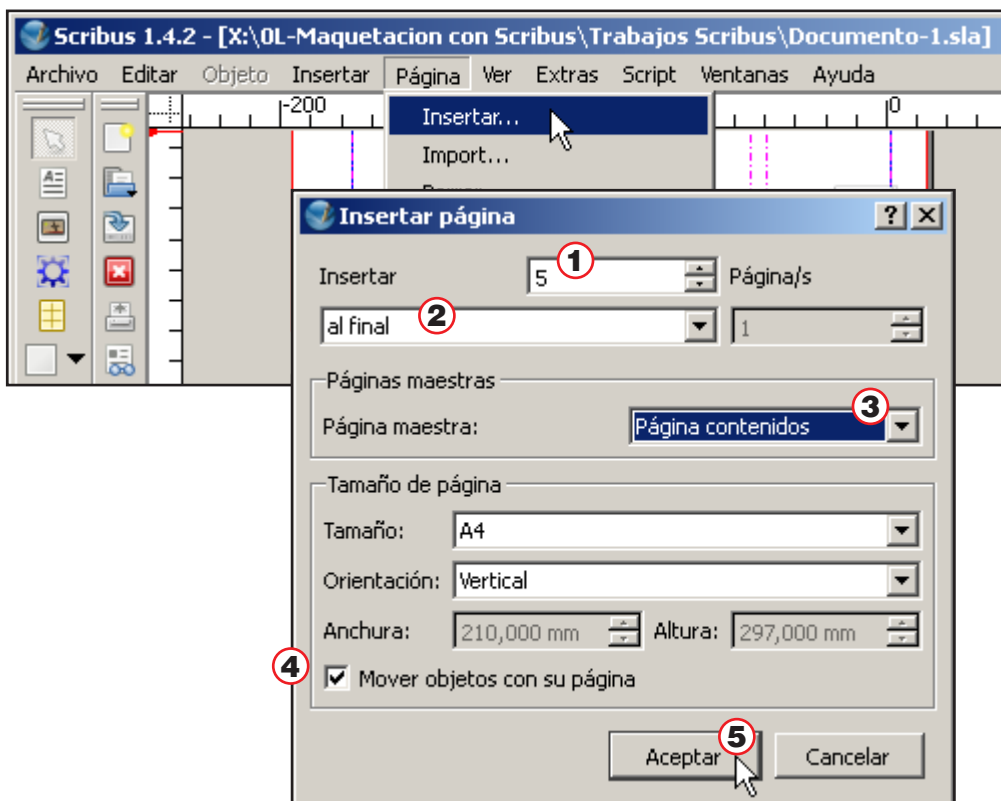 Scribus 1.4.2 - [X:\0L-Maquetacion con Scribus\Trabajos Scribus\Documento-1.sla]
Archivo Editar Objeto Insertar Página Ver Extras Script Ventanas Ayuda
-200 0
Insertar...
Import...
Insertar página
1
Insertar 5 Página/s
2
al final 1
Páginas maestras
3
Página maestra: Página contenidos
Tamaño de página
Tamaño: A4
Orientación: Vertical
Anchura: 210,000 mm Altura: 297,000 mm
4
Mover objetos con su página
5
Aceptar Cancelar